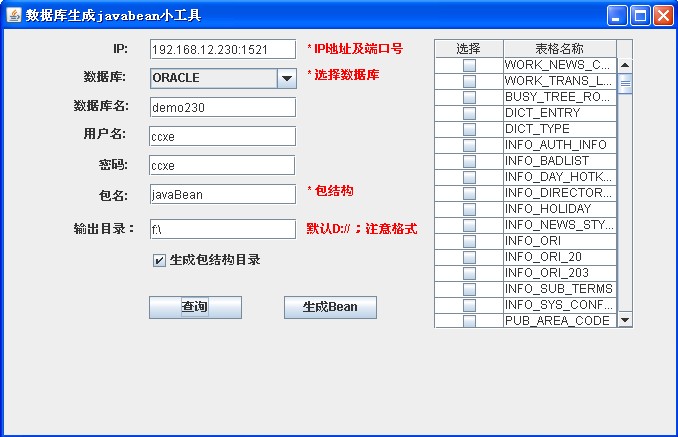 数据库生成javabean小工具
IP: 192.168.12.230:1521 *IP地址及端口号
数据库: ORACLE *选择数据库
数据库名: demo230
用户名: ccxe
密码: ccxe
包名: javaBean *包结构
输出目录： f:\ 默认D:// ；注意格式
生成包结构目录
查询 生成Bean
选择 表格名称
WORK_NEWS_C...
WORK_TRANS_L...
BUSY_TREE_RO...
DICT_ENTRY
DICT_TYPE
INFO_AUTH_INFO
INFO_BADLIST
INFO_DAY_HOTK...
INFO_DIRECTOR...
INFO_HOLIDAY
INFO_NEWS_STY...
INFO_ORI
INFO_ORI_20
INFO_ORI_203
INFO_SUB_TERMS
INFO_SYS_CONF...
PUB_AREA_CODE